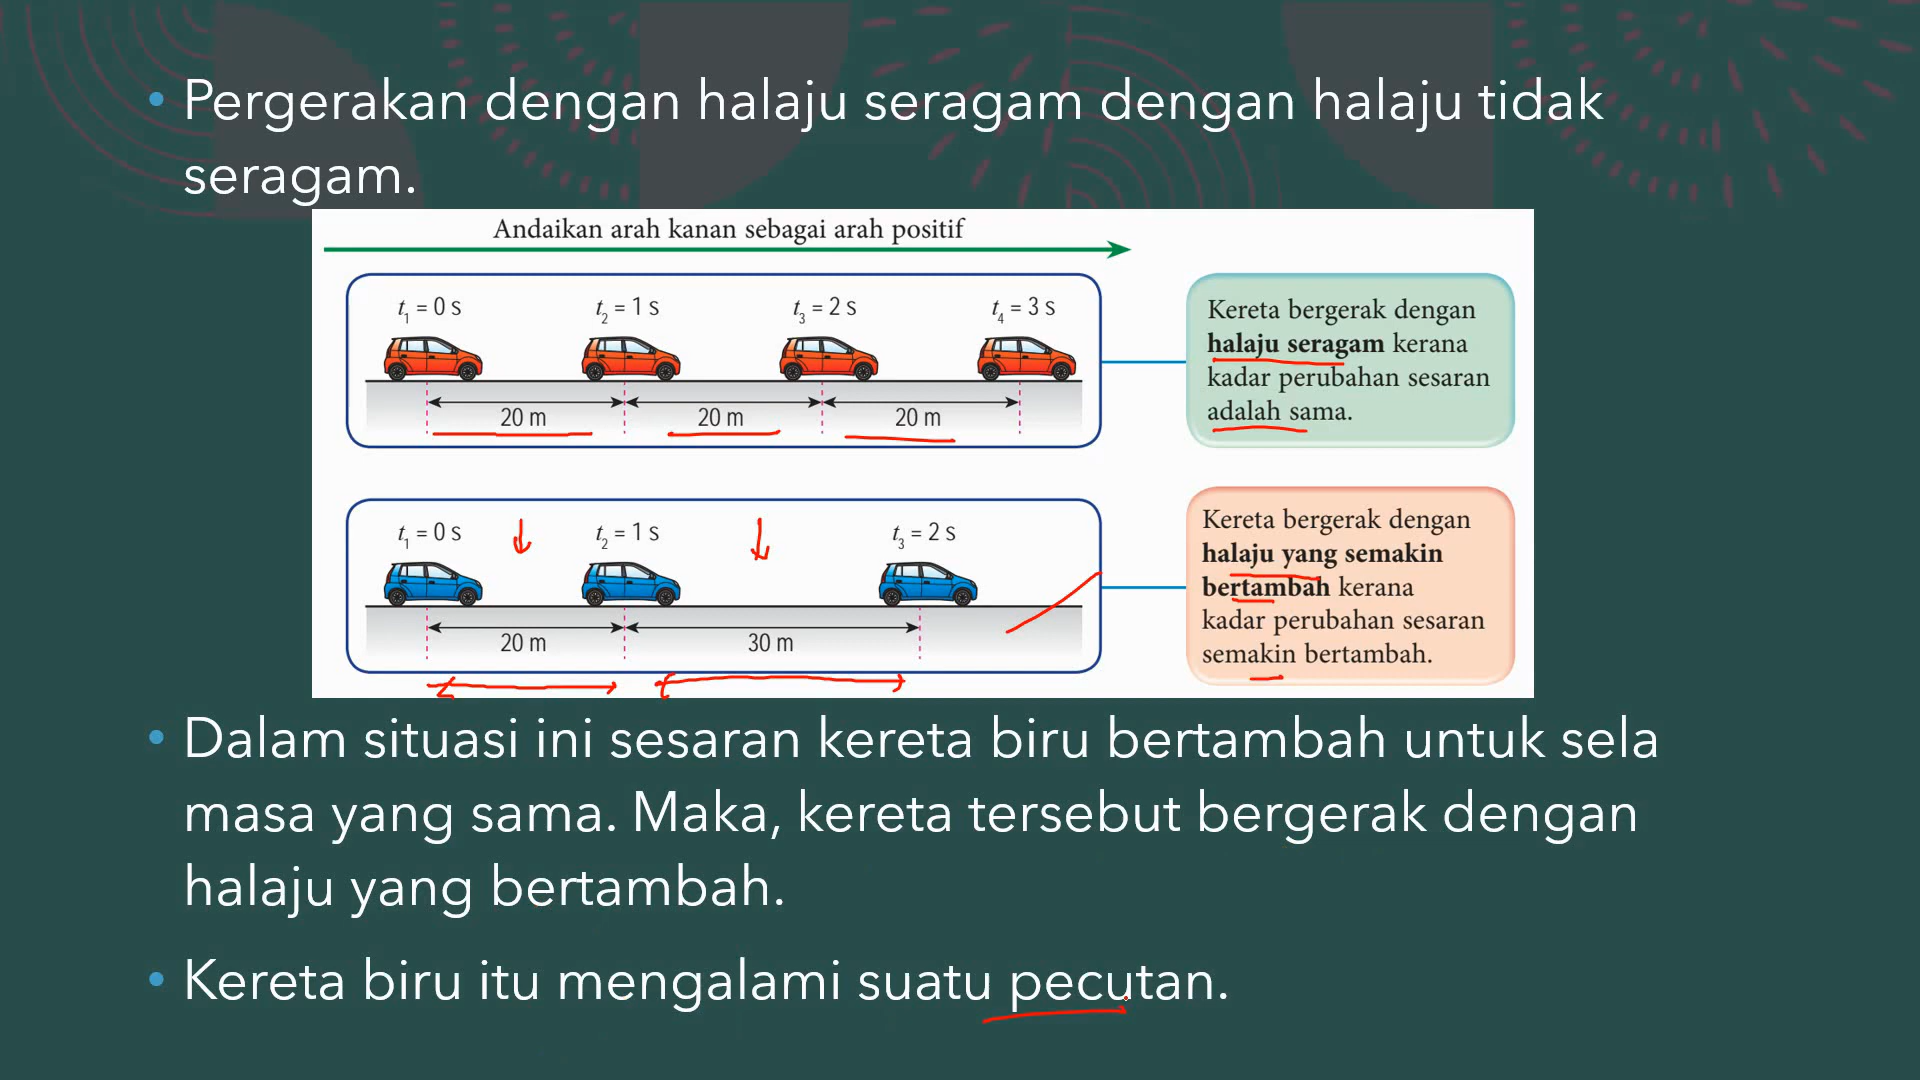 • Pergerakan dengan halaju seragam dengan halaju tidak
seragam.
Andaikan arah kanan sebagai arah positif
t₁ = 0 s t₂ = 1 s t₃ = 2 s t₄ = 3 s
20 m 20 m 20 m
Kereta bergerak dengan
halaju seragam kerana
kadar perubahan sesaran
adalah sama.
t₁ = 0 s t₂ = 1 s t₃ = 2 s
20 m 30 m
Kereta bergerak dengan
halaju yang semakin
bertambah kerana
kadar perubahan sesaran
semakin bertambah.
• Dalam situasi ini sesaran kereta biru bertambah untuk sela
masa yang sama. Maka, kereta tersebut bergerak dengan
halaju yang bertambah.
• Kereta biru itu mengalami suatu pecutan.